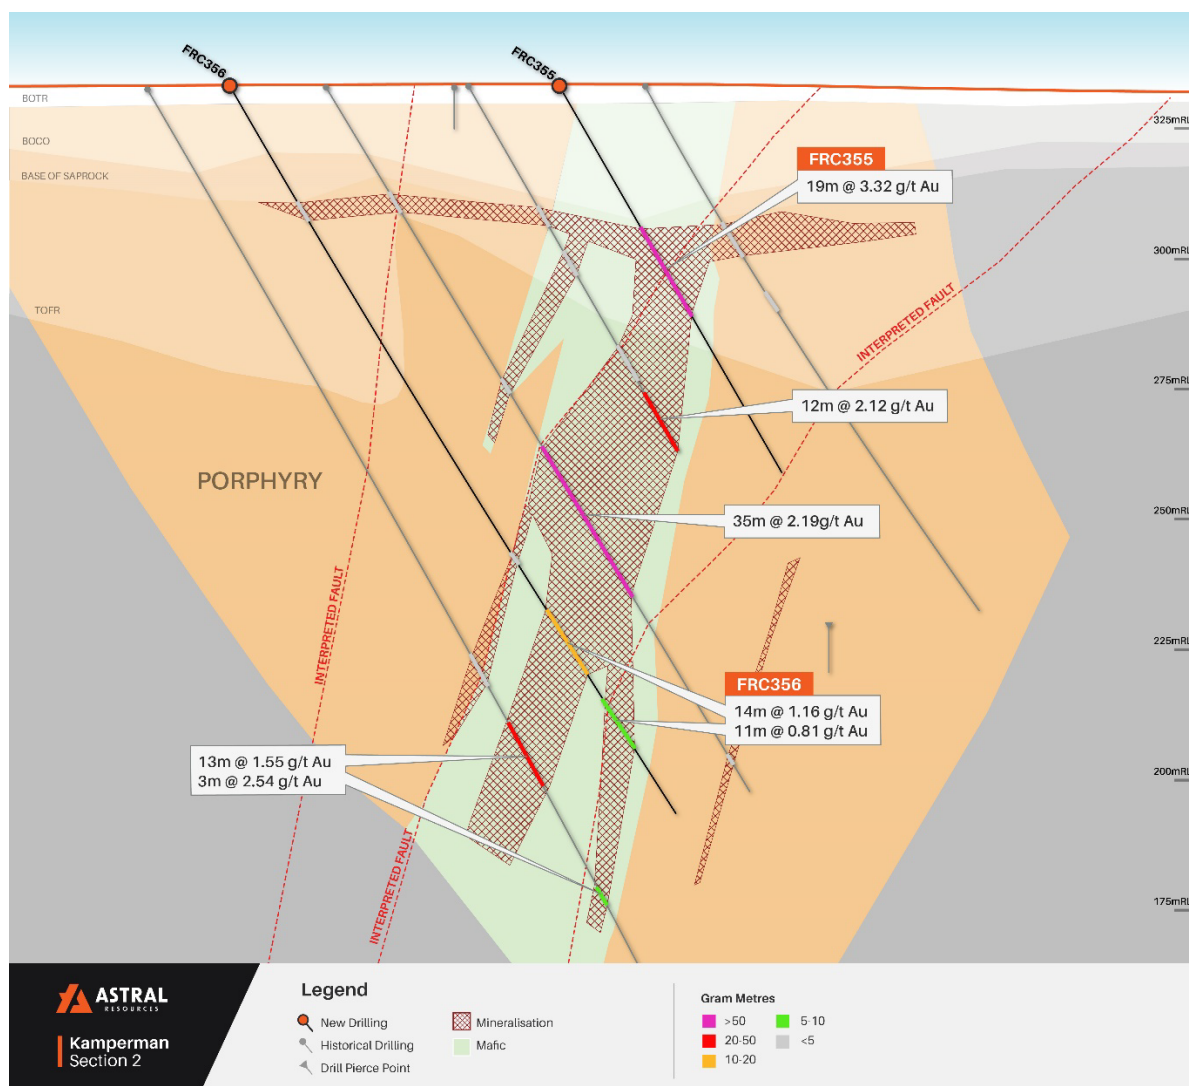 FRC356
FRC355
BOTR
325mRL
BOCO
FRC355
BASE OF SAPROCK
19m @ 3.32 g/t Au
300mRL
TOFR
INTERPRETED FAULT
275mRL
12m @ 2.12 g/t Au
PORPHYRY
250mRL
35m @ 2.19g/t Au
INTERPRETED FAULT
225mRL
FRC356
14m @ 1.16 g/t Au
11m @ 0.81 g/t Au
13m @ 1.55 g/t Au
3m @ 2.54 g/t Au
200mRL
INTERPRETED FAULT
175mRL
ASTRAL
RESOURCES
Kamperman
Section 2
Legend
New Drilling
Historical Drilling
Drill Pierce Point
Mineralisation
Mafic
Gram Metres
>50
20-50
10-20
5-10
<5